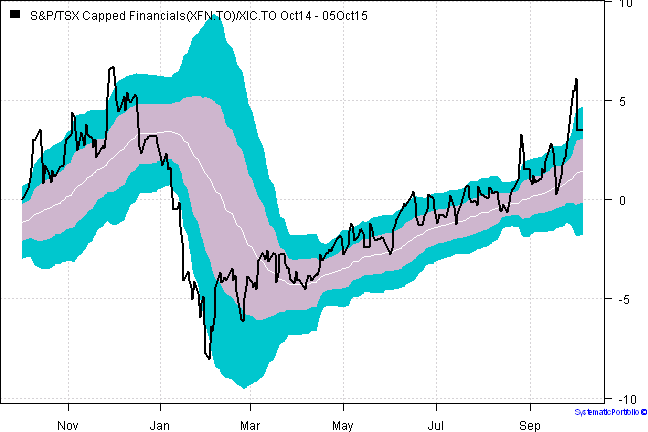 S&P/TSX Capped Financials(XFN.TO)/XIC.TO Oct14 - 05Oct15
10
5
0
-5
-10
SystematicPortfolio ©
Nov Jan Mar May Jul Sep